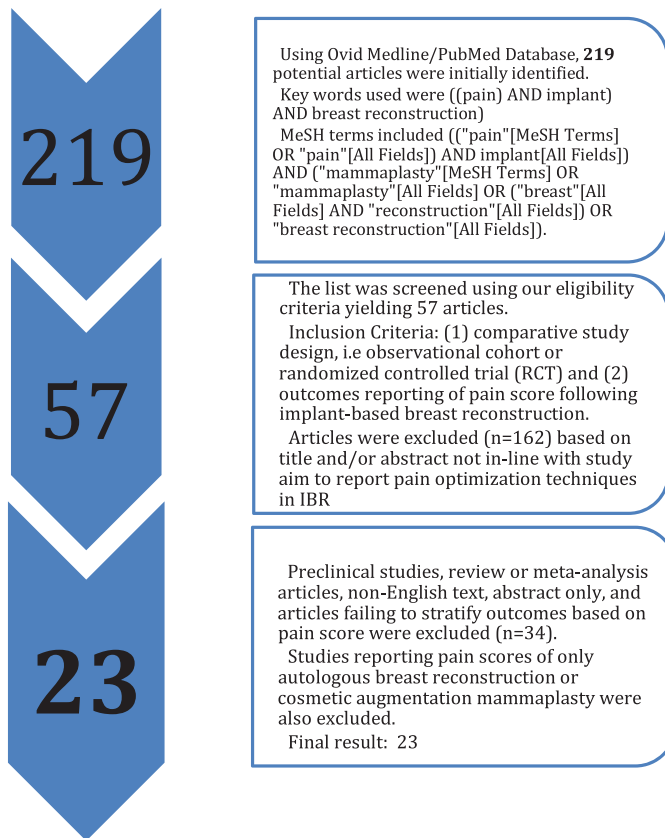 219
Using Ovid Medline/PubMed Database, 219
potential articles were initially identified.
Key words used were ((pain) AND implant)
AND breast reconstruction)
MeSH terms included (("pain"[MeSH Terms]
OR "pain"[All Fields]) AND implant[All Fields])
AND ("mammaplasty"[MeSH Terms] OR
"mammaplasty"[All Fields] OR ("breast"[All
Fields] AND "reconstruction"[All Fields]) OR
"breast reconstruction"[All Fields]).
57
The list was screened using our eligibility
criteria yielding 57 articles.
Inclusion Criteria: (1) comparative study
design, i.e observational cohort or
randomized controlled trial (RCT) and (2)
outcomes reporting of pain score following
implant-based breast reconstruction.
Articles were excluded (n=162) based on
title and/or abstract not in-line with study
aim to report pain optimization techniques
in IBR
23
Preclinical studies, review or meta-analysis
articles, non-English text, abstract only, and
articles failing to stratify outcomes based on
pain score were excluded (n=34).
Studies reporting pain scores of only
autologous breast reconstruction or
cosmetic augmentation mammaplasty were
also excluded.
Final result: 23